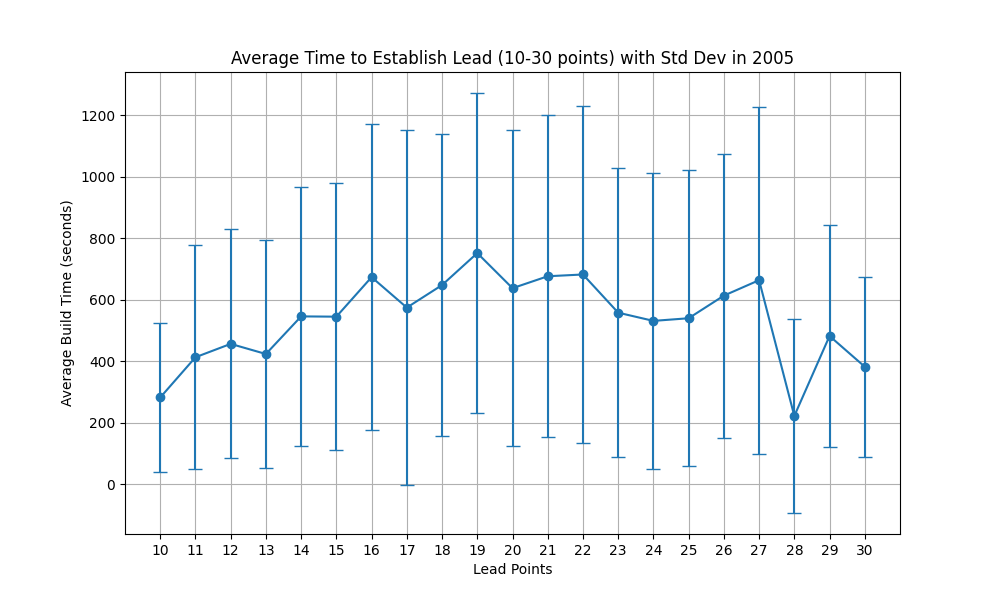 Average Time to Establish Lead (10-30 points) with Std Dev in 2005
Average Build Time (seconds)
1200
1000
800
600
400
200
0
10 11 12 13 14 15 16 17 18 19 20 21 22 23 24 25 26 27 28 29 30
Lead Points